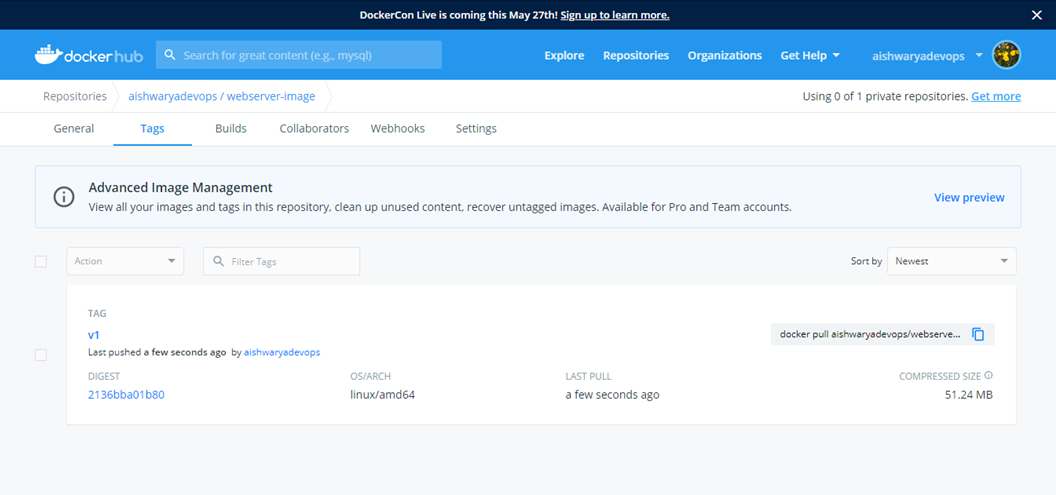 DockerCon Live is coming this May 27th! Sign up to learn more.
dockerhub
Search for great content (e.g., mysql)
Explore
Repositories
Organizations
Get Help
aishwaryadevops
Repositories
aishwaryadevops / webserver-image
Using 0 of 1 private repositories. Get more
General
Tags
Builds
Collaborators
Webhooks
Settings
Advanced Image Management
View all your images and tags in this repository, clean up unused content, recover untagged images. Available for Pro and Team accounts.
View preview
Action
Filter Tags
Sort by
Newest
TAG
v1
docker pull aishwaryadevops/webserve...
Last pushed a few seconds ago by aishwaryadevops
DIGEST
OS/ARCH
LAST PULL
COMPRESSED SIZE
2136bba01b80
linux/amd64
a few seconds ago
51.24 MB